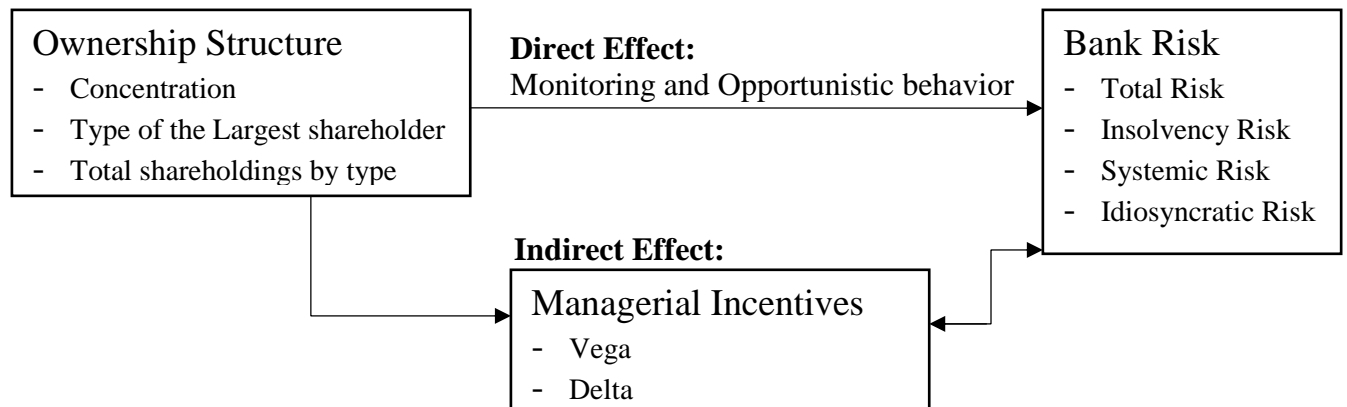 Ownership Structure
- Concentration
- Type of the Largest shareholder
- Total shareholdings by type
Direct Effect:
Monitoring and Opportunistic behavior
Bank Risk
- Total Risk
- Insolvency Risk
- Systemic Risk
- Idiosyncratic Risk
Indirect Effect:
Managerial Incentives
- Vega
- Delta